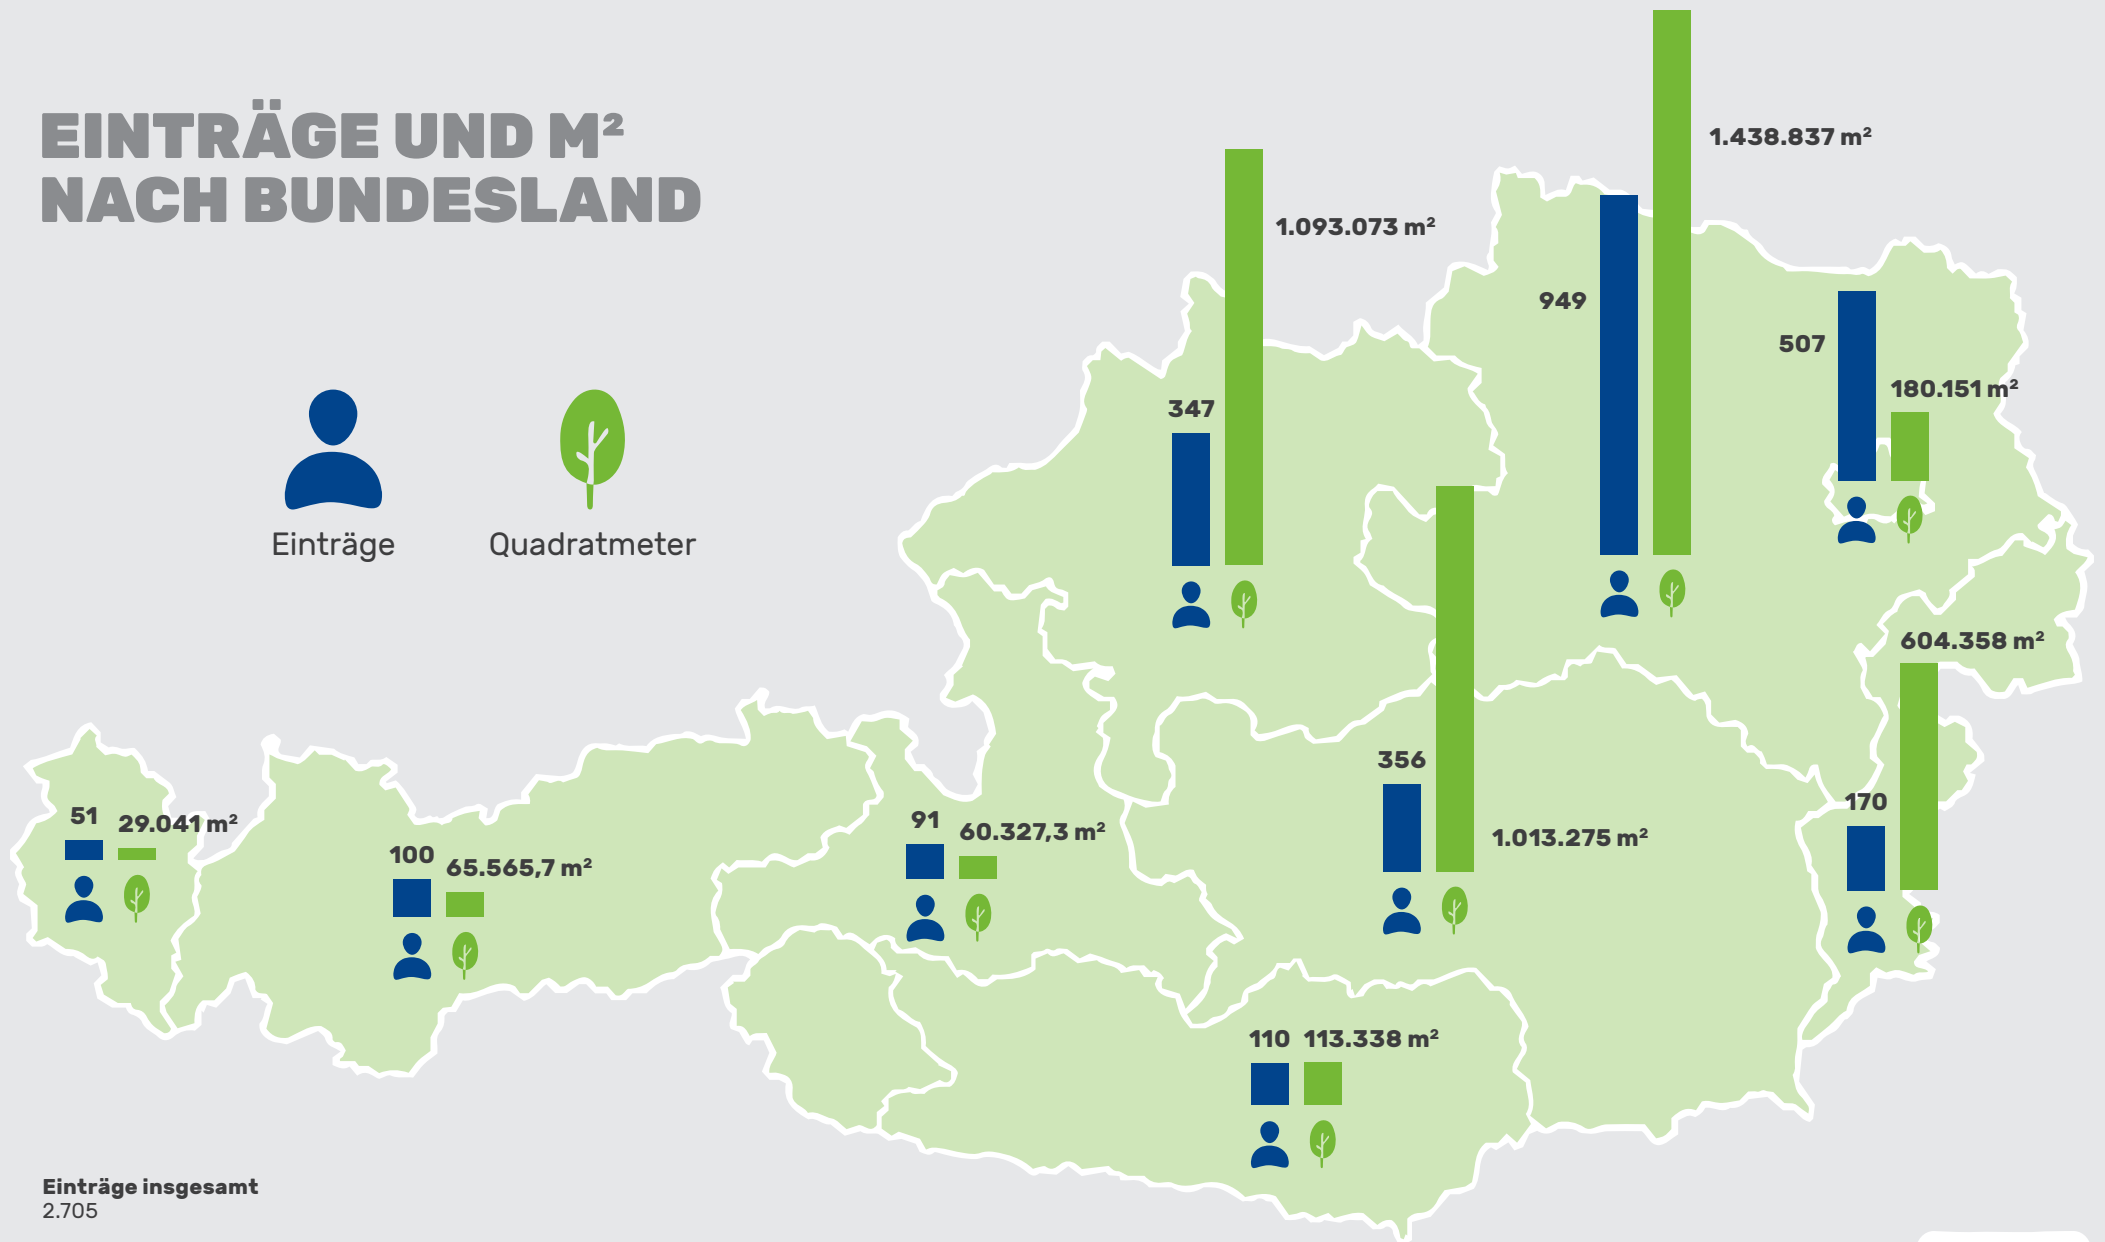 EINTRÄGE UND M²
NACH BUNDESLAND
Einträge
Quadratmeter
1.438.837 m²
949
1.093.073 m²
347
507
180.151 m²
604.358 m²
170
356
1.013.275 m²
51
29.041 m²
100
65.565,7 m²
91
60.327,3 m²
110
113.338 m²
Einträge insgesamt
2.705